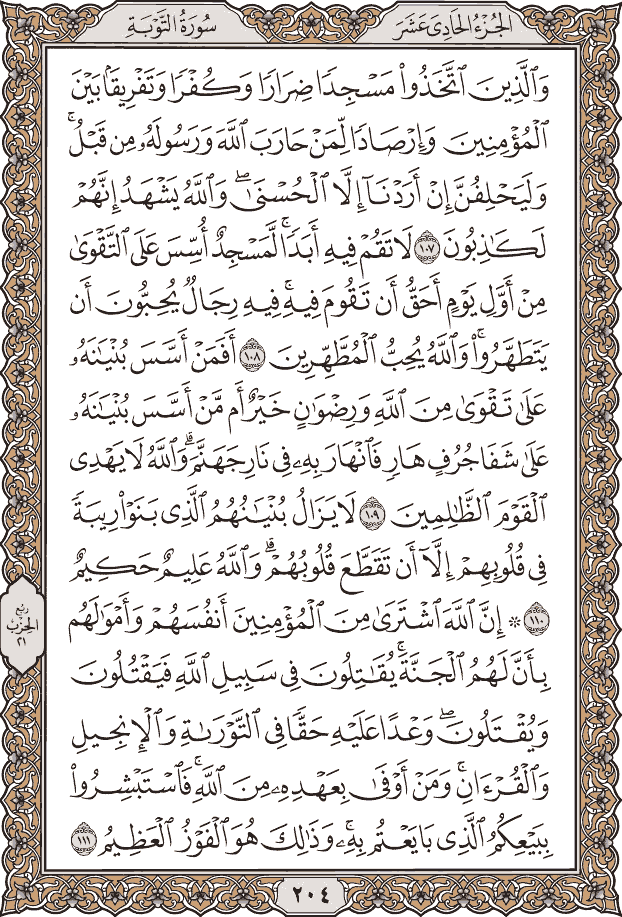 الجُزْءُ الحَادِى عَشَرَ
سُورَةُ التَّوْبَةِ
وَٱلَّذِينَ ٱتَّخَذُوا۟ مَسْجِدًا ضِرَارًا وَكُفْرًا وَتَفْرِيقًۢا بَيْنَ
ٱلْمُؤْمِنِينَ وَإِرْصَادًا لِّمَنْ حَارَبَ ٱللَّهَ وَرَسُولَهُۥ مِن قَبْلُ ۚ
وَلَيَحْلِفُنَّ إِنْ أَرَدْنَآ إِلَّا ٱلْحُسْنَىٰ ۖ وَٱللَّهُ يَشْهَدُ إِنَّهُمْ
لَكَـٰذِبُونَ ١٠٧ لَا تَقُمْ فِيهِ أَبَدًا ۚ لَّمَسْجِدٌ أُسِّسَ عَلَى ٱلتَّقْوَىٰ
مِنْ أَوَّلِ يَوْمٍ أَحَقُّ أَن تَقُومَ فِيهِ ۚ فِيهِ رِجَالٌ يُحِبُّونَ أَن
يَتَطَهَّرُوا۟ ۚ وَٱللَّهُ يُحِبُّ ٱلْمُطَّهِّرِينَ ١٠٨ أَفَمَنْ أَسَّسَ بُنْيَـٰنَهُۥ
عَلَىٰ تَقْوَىٰ مِنَ ٱللَّهِ وَرِضْوَٰنٍ خَيْرٌ أَم مَّنْ أَسَّسَ بُنْيَـٰنَهُۥ
عَلَىٰ شَفَا جُرُفٍ هَارٍ فَٱنْهَارَ بِهِۦ فِى نَارِ جَهَنَّمَ ۗ وَٱللَّهُ لَا يَهْدِى
ٱلْقَوْمَ ٱلظَّـٰلِمِينَ ١٠٩ لَا يَزَالُ بُنْيَـٰنُهُمُ ٱلَّذِى بَنَوْا۟ رِيبَةً
فِى قُلُوبِهِمْ إِلَّآ أَن تَقَطَّعَ قُلُوبُهُمْ ۗ وَٱللَّهُ عَلِيمٌ حَكِيمٌ
١١٠ ۞ إِنَّ ٱللَّهَ ٱشْتَرَىٰ مِنَ ٱلْمُؤْمِنِينَ أَنفُسَهُمْ وَأَمْوَٰلَهُم
بِأَنَّ لَهُمُ ٱلْجَنَّةَ ۚ يُقَـٰتِلُونَ فِى سَبِيلِ ٱللَّهِ فَيَقْتُلُونَ
وَيُقْتَلُونَ ۖ وَعْدًا عَلَيْهِ حَقًّا فِى ٱلتَّوْرَىٰةِ وَٱلْإِنجِيلِ
وَٱلْقُرْءَانِ ۚ وَمَنْ أَوْفَىٰ بِعَهْدِهِۦ مِنَ ٱللَّهِ ۚ فَٱسْتَبْشِرُوا۟
بِبَيْعِكُمُ ٱلَّذِى بَايَعْتُم بِهِۦ ۚ وَذَٰلِكَ هُوَ ٱلْفَوْزُ ٱلْعَظِيمُ ١١١
ربع
الحِزْب
٢١
٢٠٤